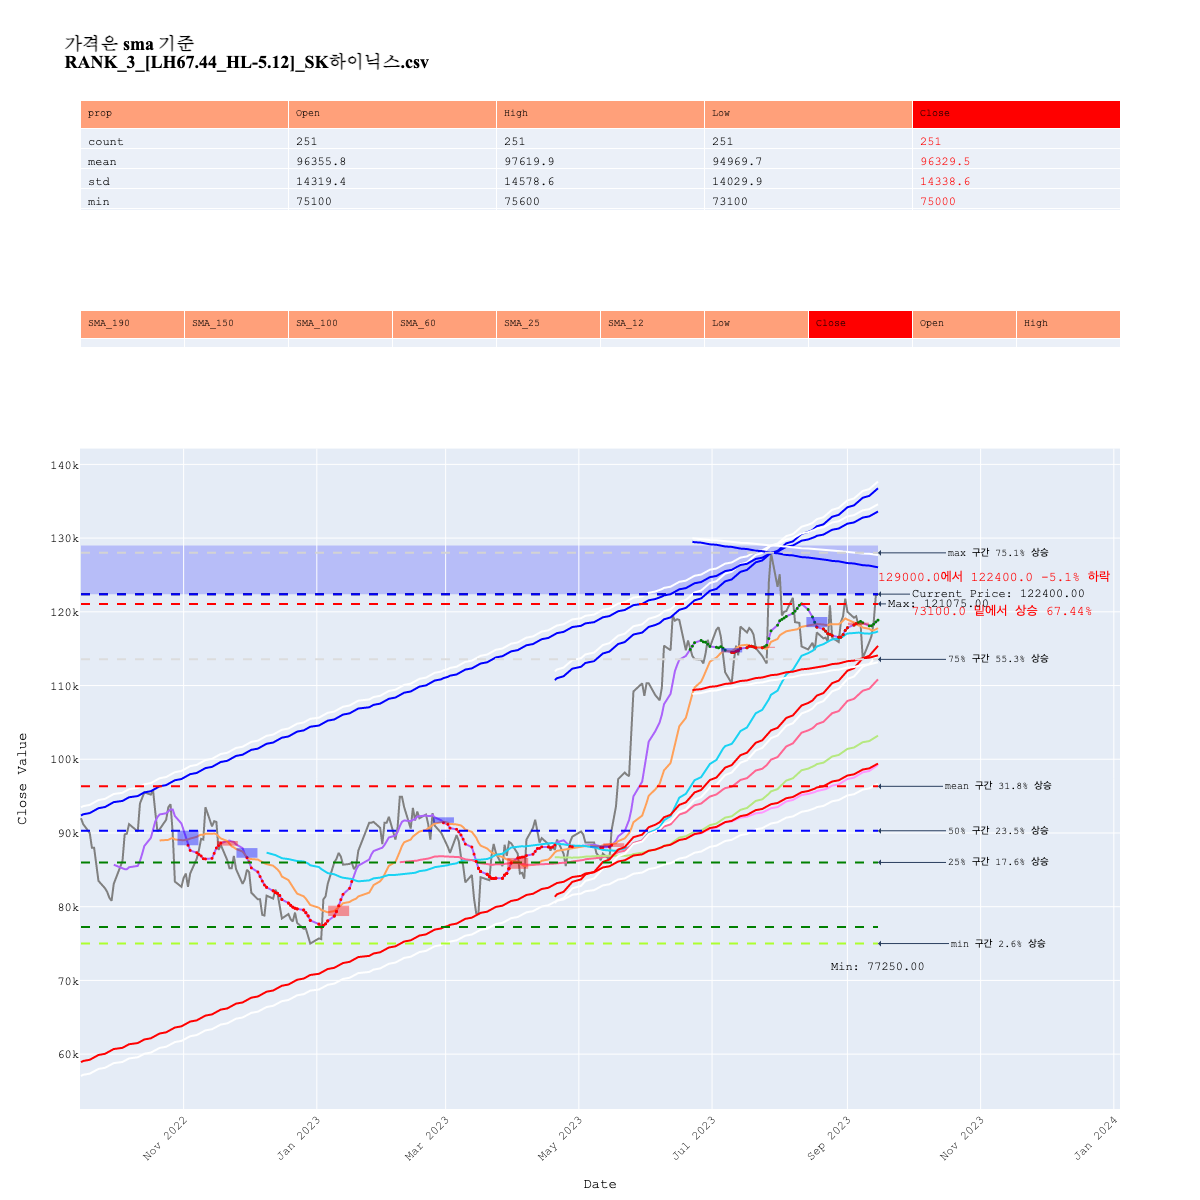 가격은 sma 기준
RANK_3_[LH67.44_HL-5.12]_SK하이닉스.csv
prop Open High Low Close
count 251 251 251 251
mean 96355.8 97619.9 94969.7 96329.5
std 14319.4 14578.6 14029.9 14338.6
min 75100 75600 73100 75000
SMA_190 SMA_150 SMA_100 SMA_60 SMA_25 SMA_12 Low Close Open High
140k
130k
max 구간 75.1% 상승
129000.0에서 122400.0 -5.1% 하락
Current Price: 122400.00
Max: 121075.00
120k
73100.0 밑에서 상승 67.44%
75% 구간 55.3% 상승
110k
100k
mean 구간 31.8% 상승
90k
50% 구간 23.5% 상승
25% 구간 17.6% 상승
80k
min 구간 2.6% 상승
Min: 77250.00
70k
60k
Close Value
Nov 2022
Jan 2023
Mar 2023
May 2023
Jul 2023
Sep 2023
Nov 2023
Jan 2024
Date